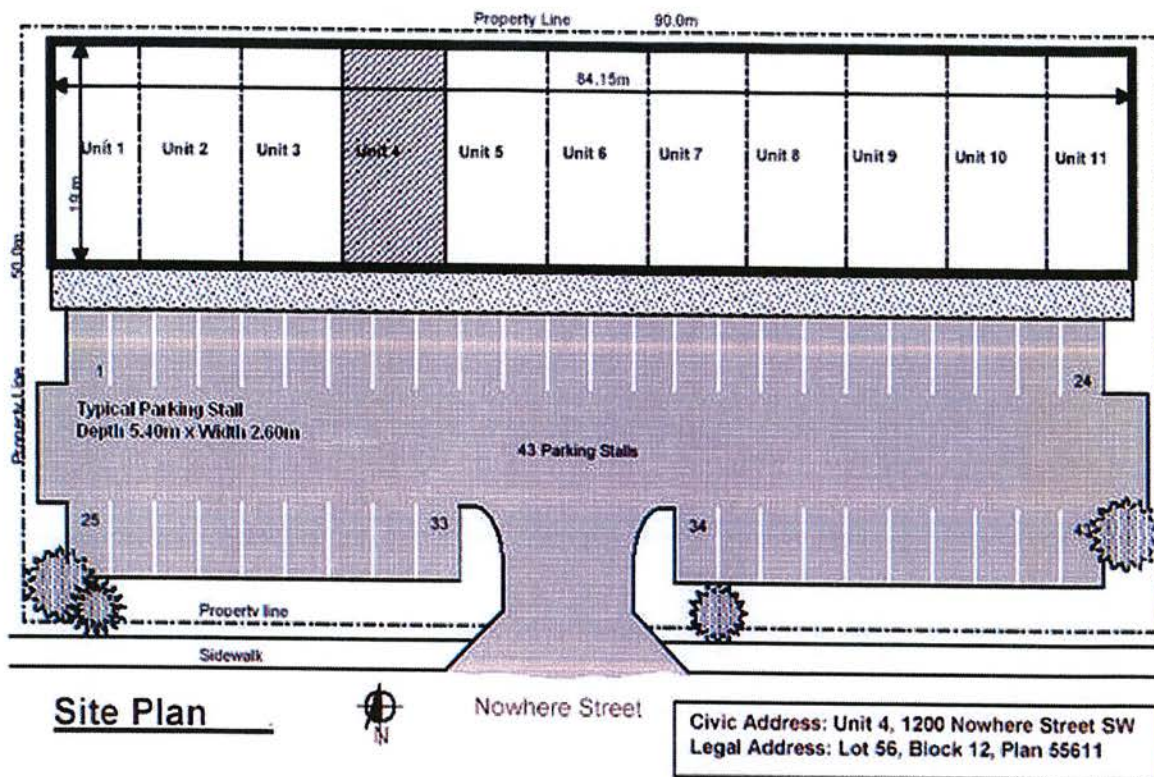 Property Line 90.0m
84.15m
Unit 1 Unit 2 Unit 3 Unit 4 Unit 5 Unit 6 Unit 7 Unit 8 Unit 9 Unit 10 Unit 11
19 m
50.0m
Property Line
1
24
Typical Parking Stall
Depth 5.40m x Width 2.60m
43 Parking Stalls
25
33
34
43
Property line
Sidewalk
Site Plan
N
Nowhere Street
Civic Address: Unit 4, 1200 Nowhere Street SW
Legal Address: Lot 56, Block 12, Plan 55611